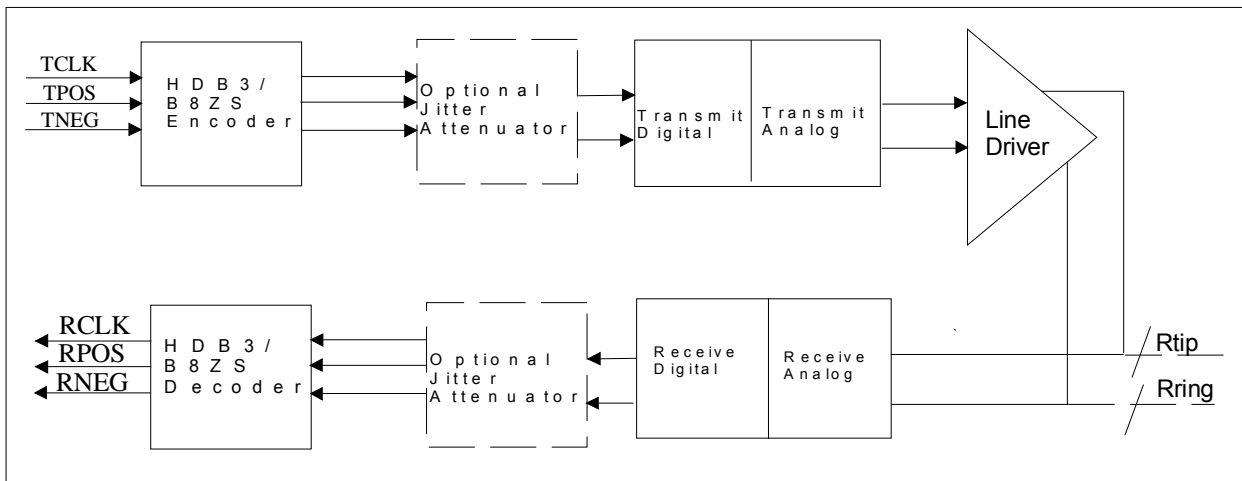 TCLK
TPOS
TNEG
HDB3/
B8ZS
Encoder
Optional
Jitter
Attenuator
Transmit
Digital
Transmit
Analog
Line
Driver
RCLK
RPOS
RNEG
HDB3/
B8ZS
Decoder
Optional
Jitter
Attenuator
Receive
Digital
Receive
Analog
Rtip
Rring